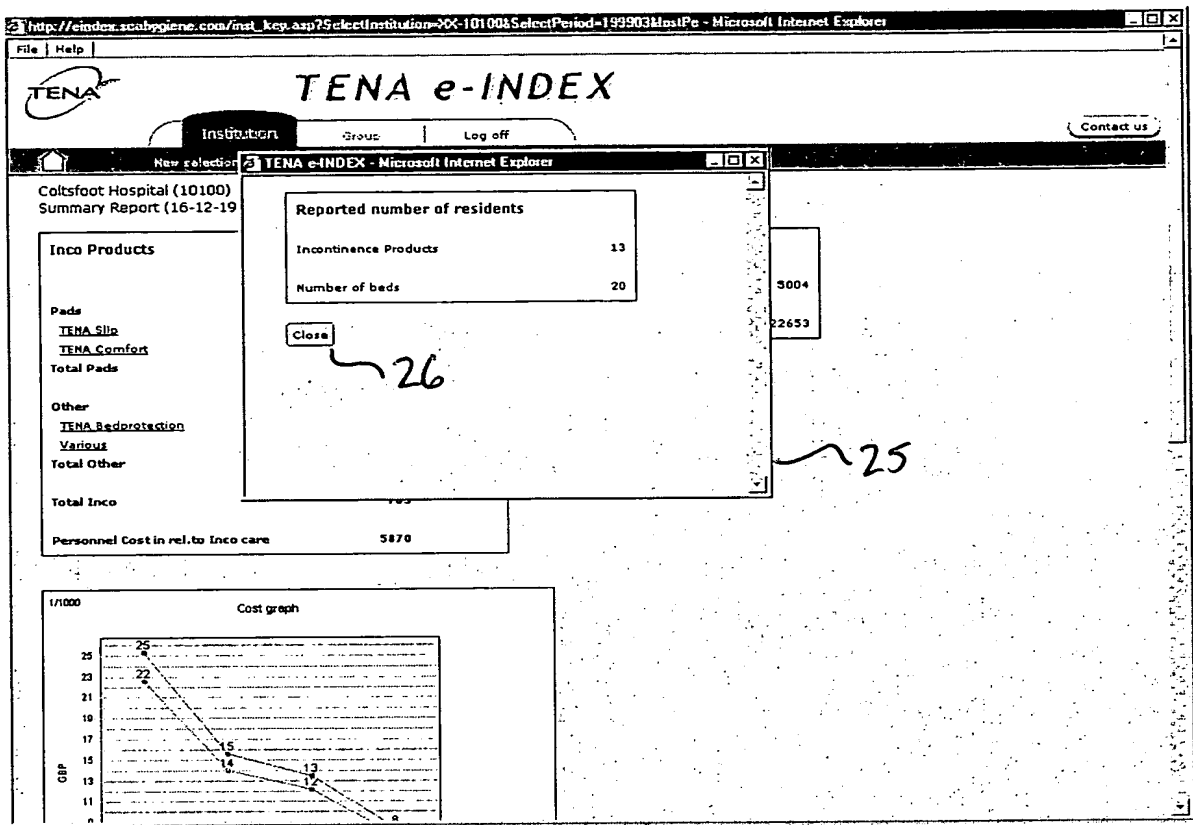 http://eindex.scahygiene.com/inst_key.asp?SelectInstitution=XX-10100&SelectPeriod=199903&lostPe - Microsoft Internet Explorer
File Help
TENA
TENA e-INDEX
Institution Group Log off
Contact us
New selection
TENA e-INDEX - Microsoft Internet Explorer
Coltsfoot Hospital (10100)
Summary Report (16-12-19
Reported number of residents
Incontinence Products 13
Number of beds 20
Close
26
25
5004
22653
Inco Products
Pads
TENA Slip
TENA Comfort
Total Pads
Other
TENA Bedprotection
Various
Total Other
Total Inco
Personnel Cost in rel.to Inco care 5870
1/1000
Cost graph
GBP
25
23
21
19
17
15
13
11
25
22
15
14
13
12
8